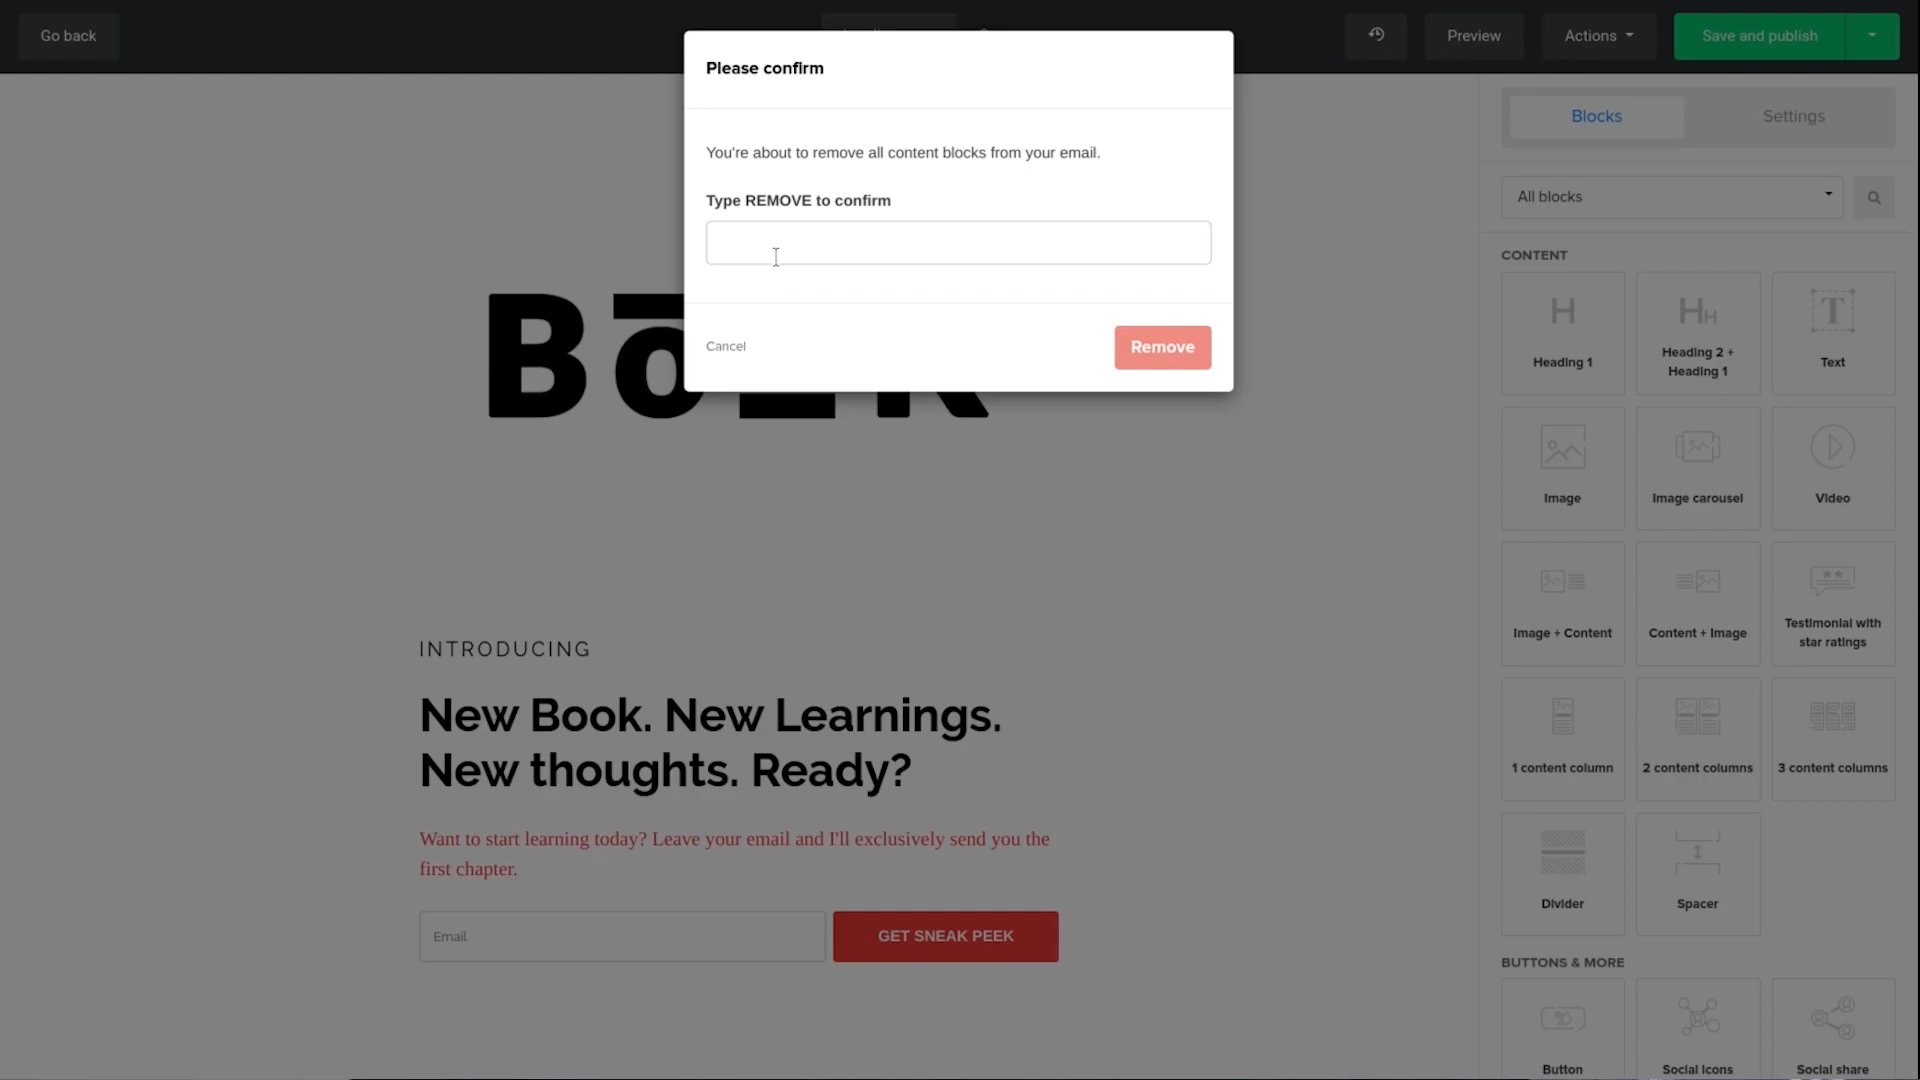 Go back
Preview
Actions
Save and publish
Please confirm
You're about to remove all content blocks from your email.
Type REMOVE to confirm
Cancel
Remove
INTRODUCING
New Book. New Learnings.
New thoughts. Ready?
Want to start learning today? Leave your email and I'll exclusively send you the
first chapter.
Email
GET SNEAK PEEK
Blocks
Settings
All blocks
CONTENT
H
Heading 1
HH
Heading 2 +
Heading 1
T
Text
Image
Image carousel
Video
Image + Content
Content + Image
Testimonial with
star ratings
1 content column
2 content columns
3 content columns
Divider
Spacer
BUTTONS & MORE
Button
Social icons
Social share